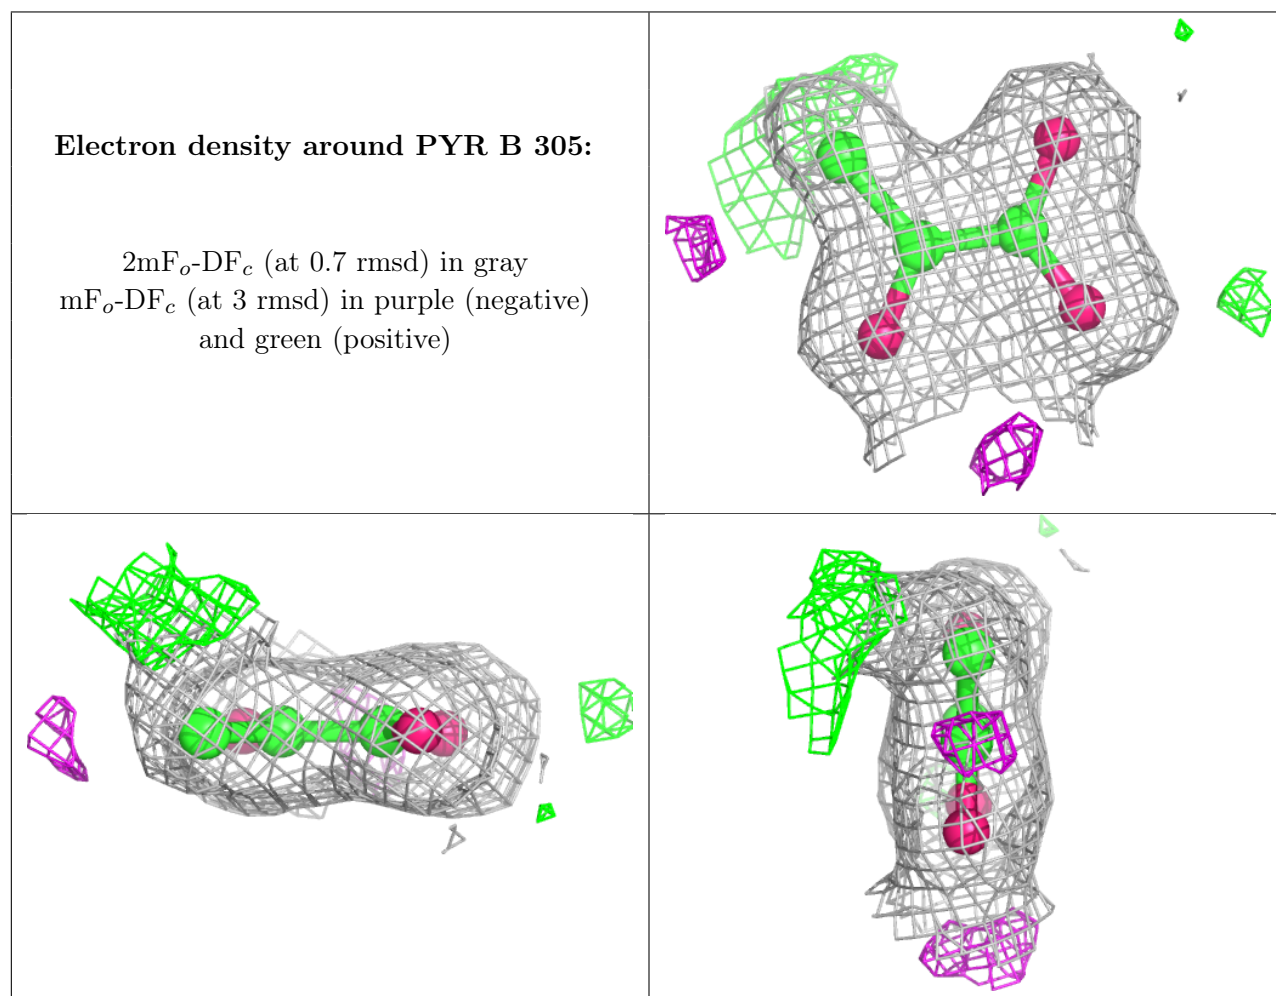 Electron density around PYR B 305:
2mFₒ-DF𝒸 (at 0.7 rmsd) in gray
mFₒ-DF𝒸 (at 3 rmsd) in purple (negative)
and green (positive)